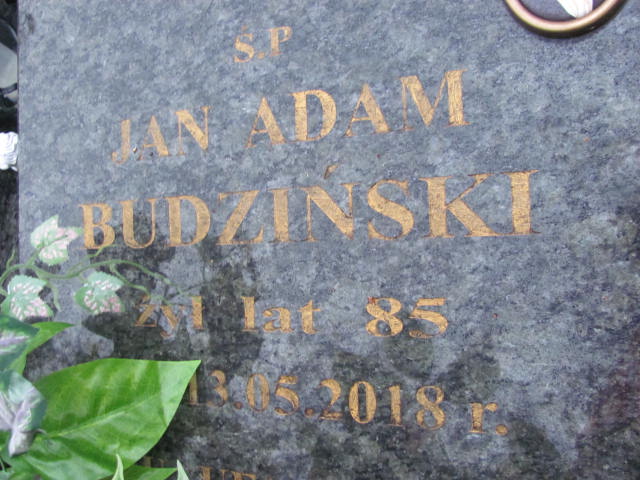 Ś.P
JAN ADAM
BUDZIŃSKI
żył lat 85
13.05.2018 r.